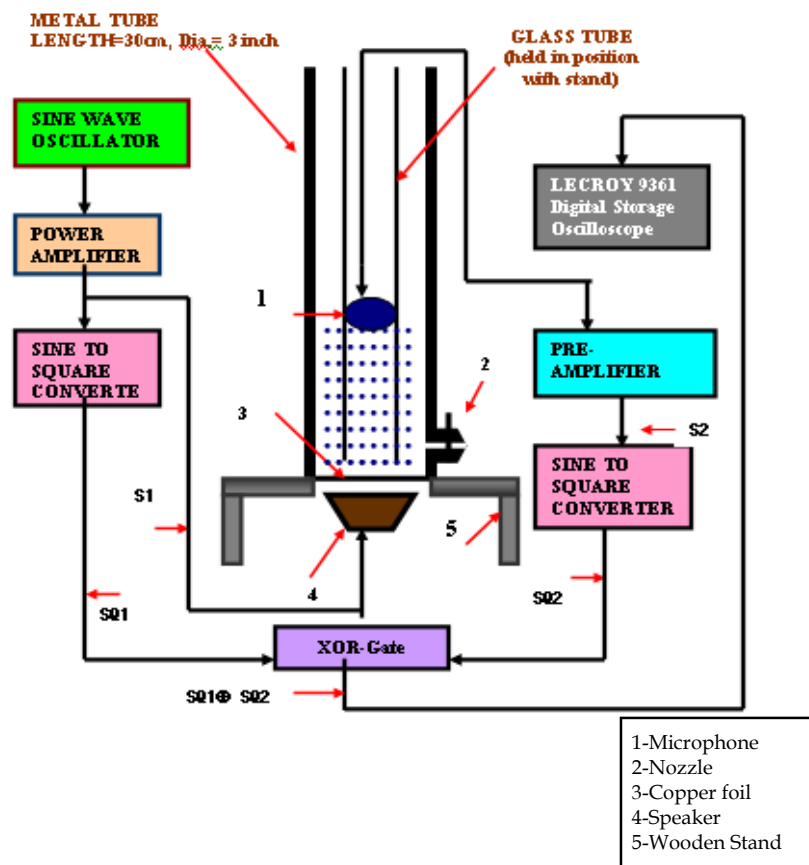 METAL TUBE
LENGTH=30cm, Dia.= 3 inch
GLASS TUBE
(held in position
with stand)
SINE WAVE
OSCILLATOR
LECROY 9361
Digital Storage
Oscilloscope
POWER
AMPLIFIER
1
SINE TO
SQUARE
CONVERTE
PRE-
AMPLIFIER
2
3
S2
SINE TO
SQUARE
CONVERTER
S1
5
4
SQ1
SQ2
XOR-Gate
SQ1⊕ SQ2
1-Microphone
2-Nozzle
3-Copper foil
4-Speaker
5-Wooden Stand